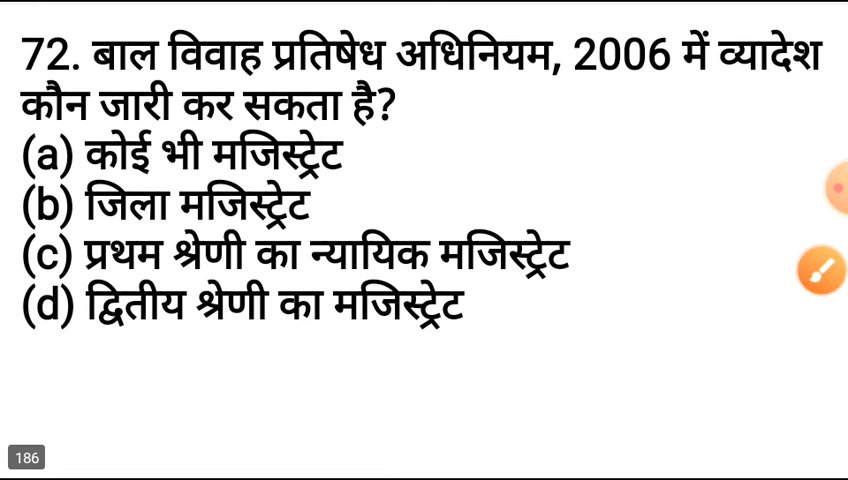 72. बाल विवाह प्रतिषेध अधिनियम, 2006 में व्यादेश
कौन जारी कर सकता है?
(a) कोई भी मजिस्ट्रेट
(b) जिला मजिस्ट्रेट
(c) प्रथम श्रेणी का न्यायिक मजिस्ट्रेट
(d) द्वितीय श्रेणी का मजिस्ट्रेट
186